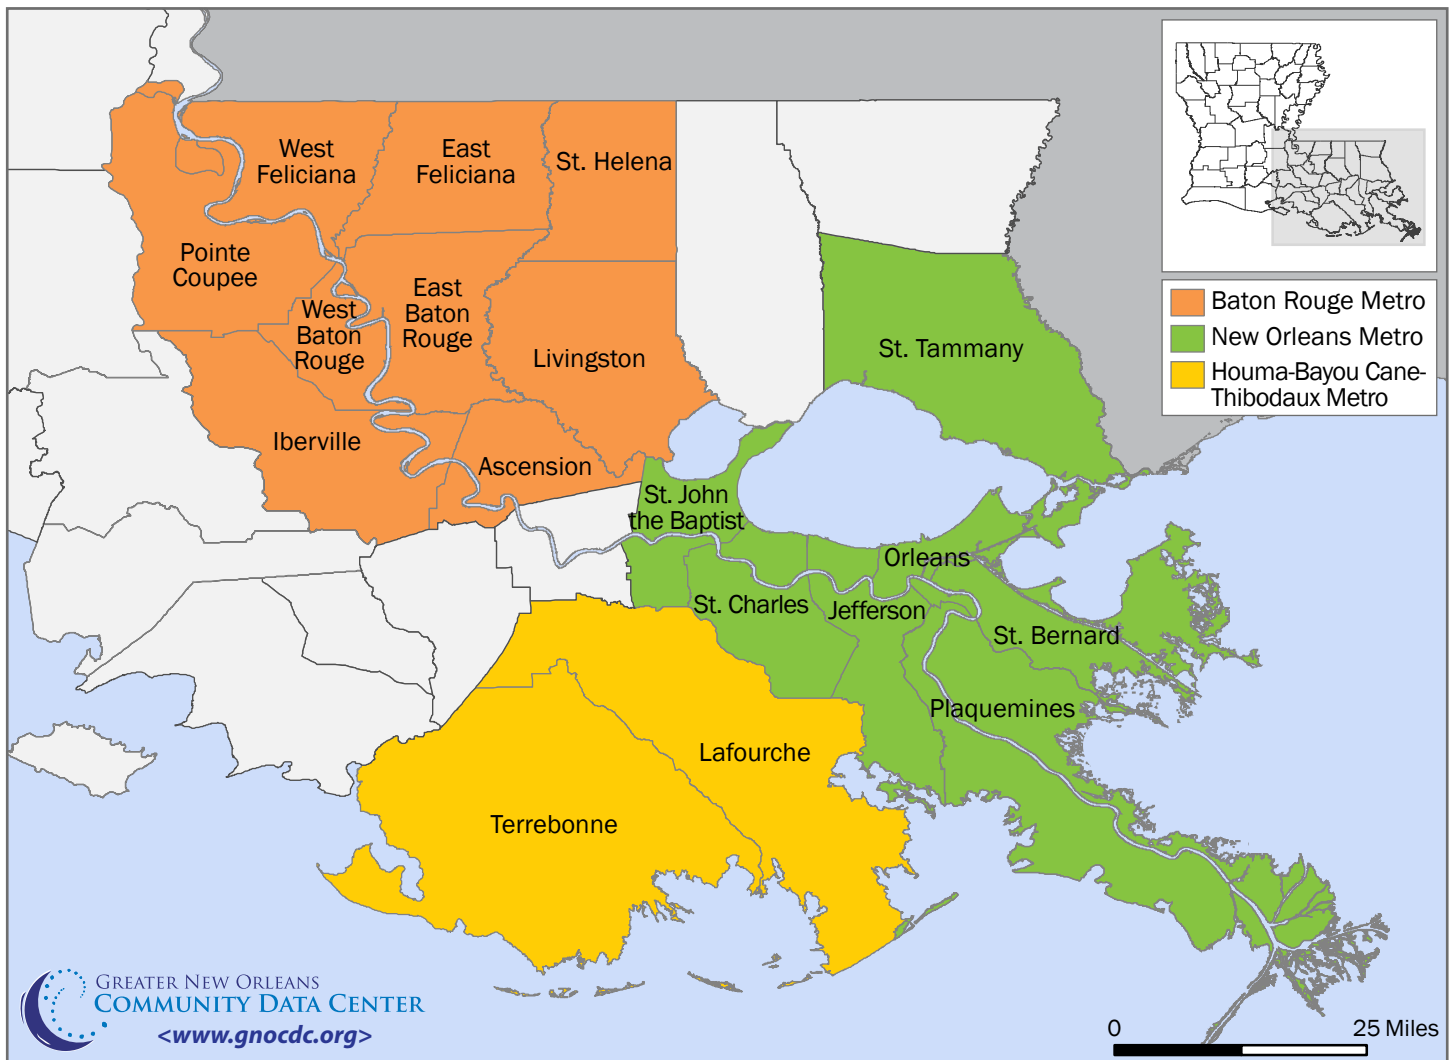 West
Feliciana
East
Feliciana
St. Helena
Pointe
Coupee
West
Baton
Rouge
East
Baton
Rouge
Livingston
Iberville
Ascension
St. Tammany
St. John
the Baptist
Orleans
St. Charles
Jefferson
St. Bernard
Plaquemines
Lafourche
Terrebonne
Baton Rouge Metro
New Orleans Metro
Houma-Bayou Cane-
Thibodaux Metro
GREATER NEW ORLEANS
COMMUNITY DATA CENTER
<www.gnocdc.org>
0 25 Miles